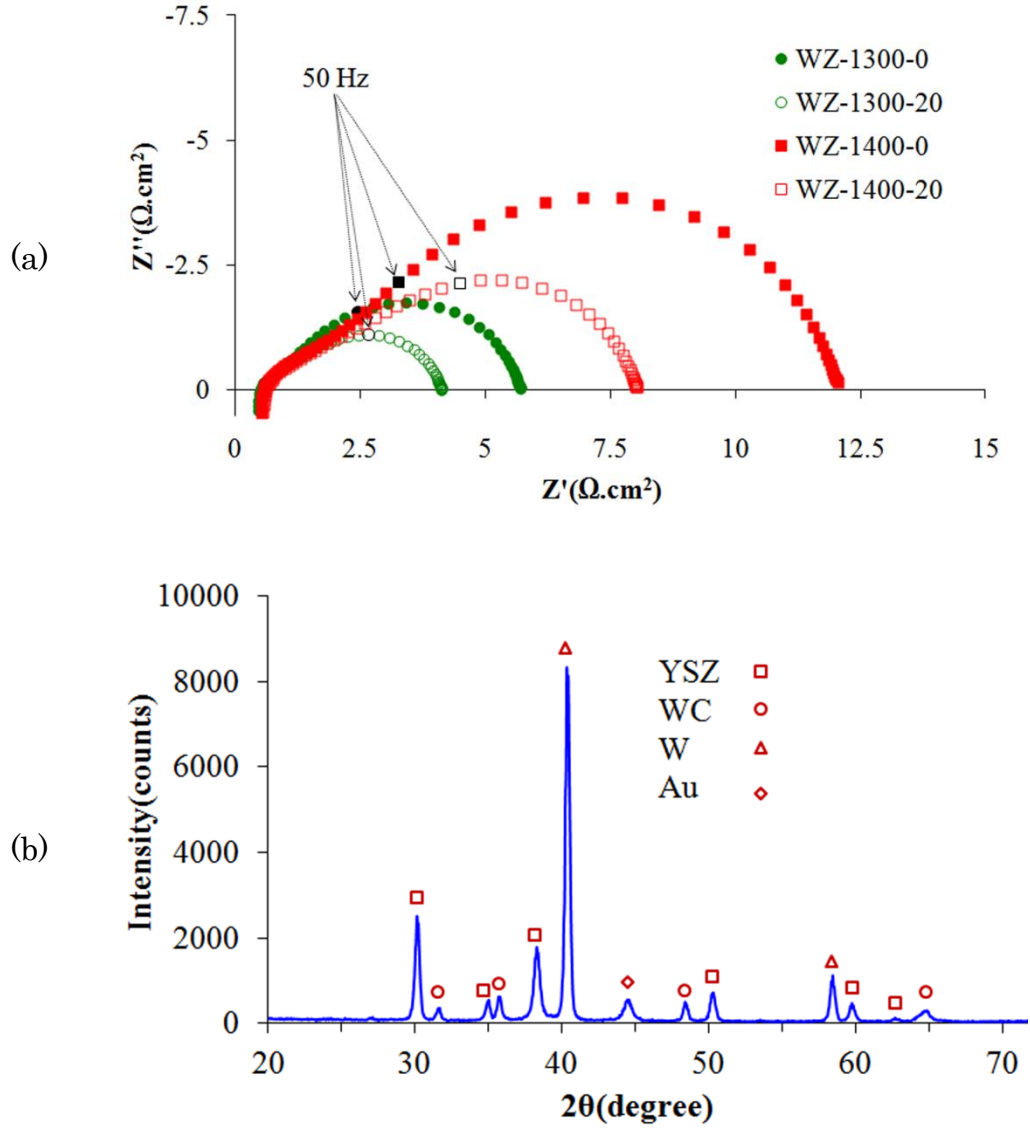 (a)
-7.5
-5
-2.5
0
Z''(Ω.cm²)
50 Hz
WZ-1300-0
WZ-1300-20
WZ-1400-0
WZ-1400-20
0 2.5 5 7.5 10 12.5 15
Z'(Ω.cm²)
(b)
10000
8000
6000
4000
2000
0
Intensity(counts)
YSZ
WC
W
Au
20 30 40 50 60 70
2θ(degree)